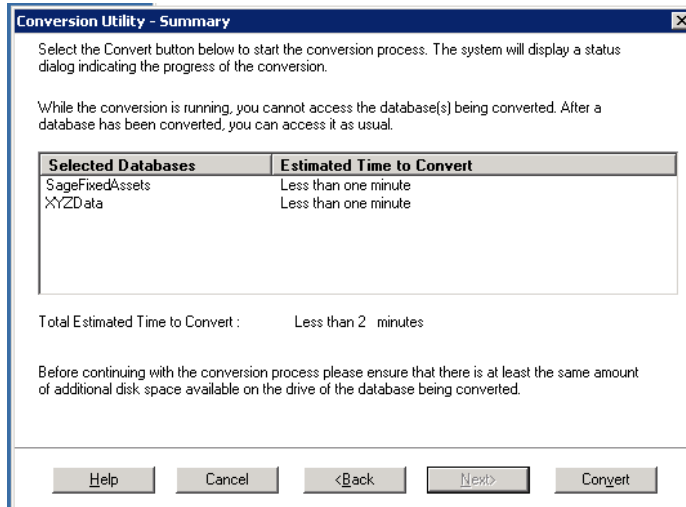 Conversion Utility - Summary
Select the Convert button below to start the conversion process. The system will display a status
dialog indicating the progress of the conversion.
While the conversion is running, you cannot access the database(s) being converted. After a
database has been converted, you can access it as usual.
Selected Databases Estimated Time to Convert
SageFixedAssets Less than one minute
XYZData Less than one minute
Total Estimated Time to Convert : Less than 2 minutes
Before continuing with the conversion process please ensure that there is at least the same amount
of additional disk space available on the drive of the database being converted.
Help Cancel <Back Next> Convert